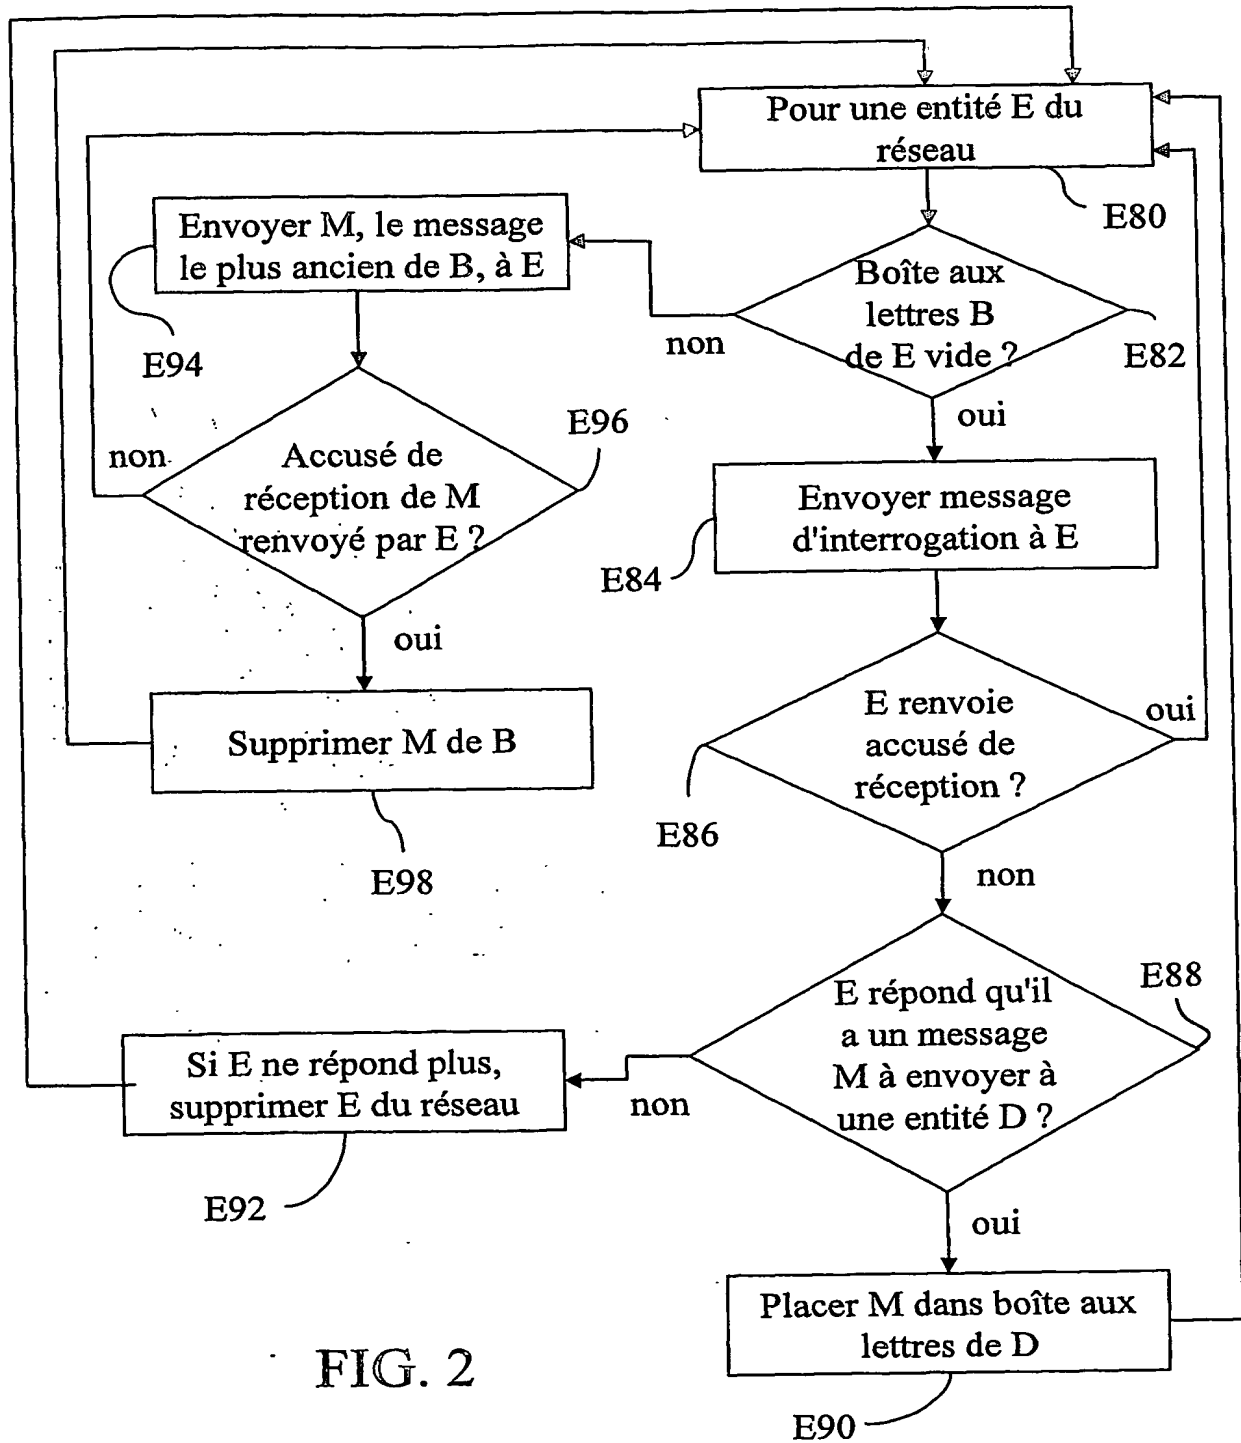 Pour une entité E du
réseau
E80
Envoyer M, le message
le plus ancien de B, à E
E94
Boîte aux
lettres B
de E vide ?
E82
non
oui
Accusé de
réception de M
renvoyé par E ?
E96
non
oui
Envoyer message
d'interrogation à E
E84
Supprimer M de B
E98
E renvoie
accusé de
réception ?
E86
oui
non
E répond qu'il
a un message
M à envoyer à
une entité D ?
E88
non
oui
Si E ne répond plus,
supprimer E du réseau
E92
Placer M dans boîte aux
lettres de D
E90
FIG. 2